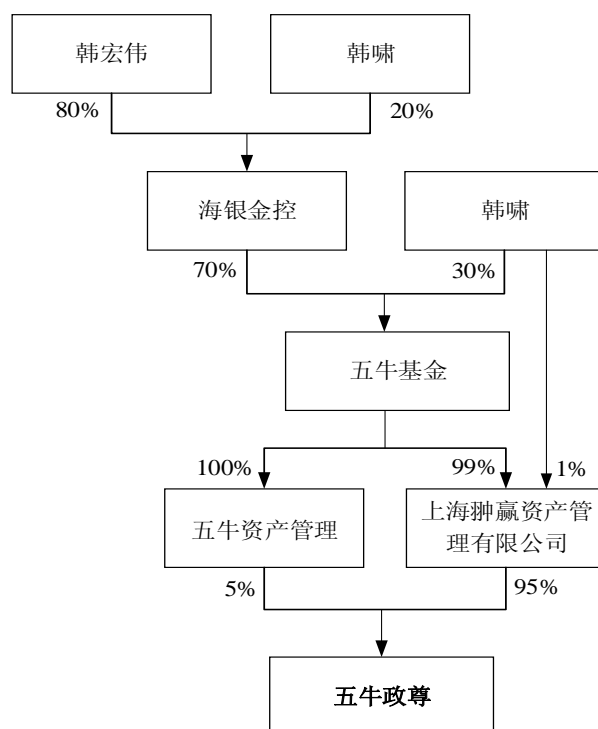 韩宏伟
韩啸
80%
20%
海银金控
韩啸
70%
30%
五牛基金
100%
99%
1%
五牛资产管理
上海翀赢资产管
理有限公司
5%
95%
五牛政尊